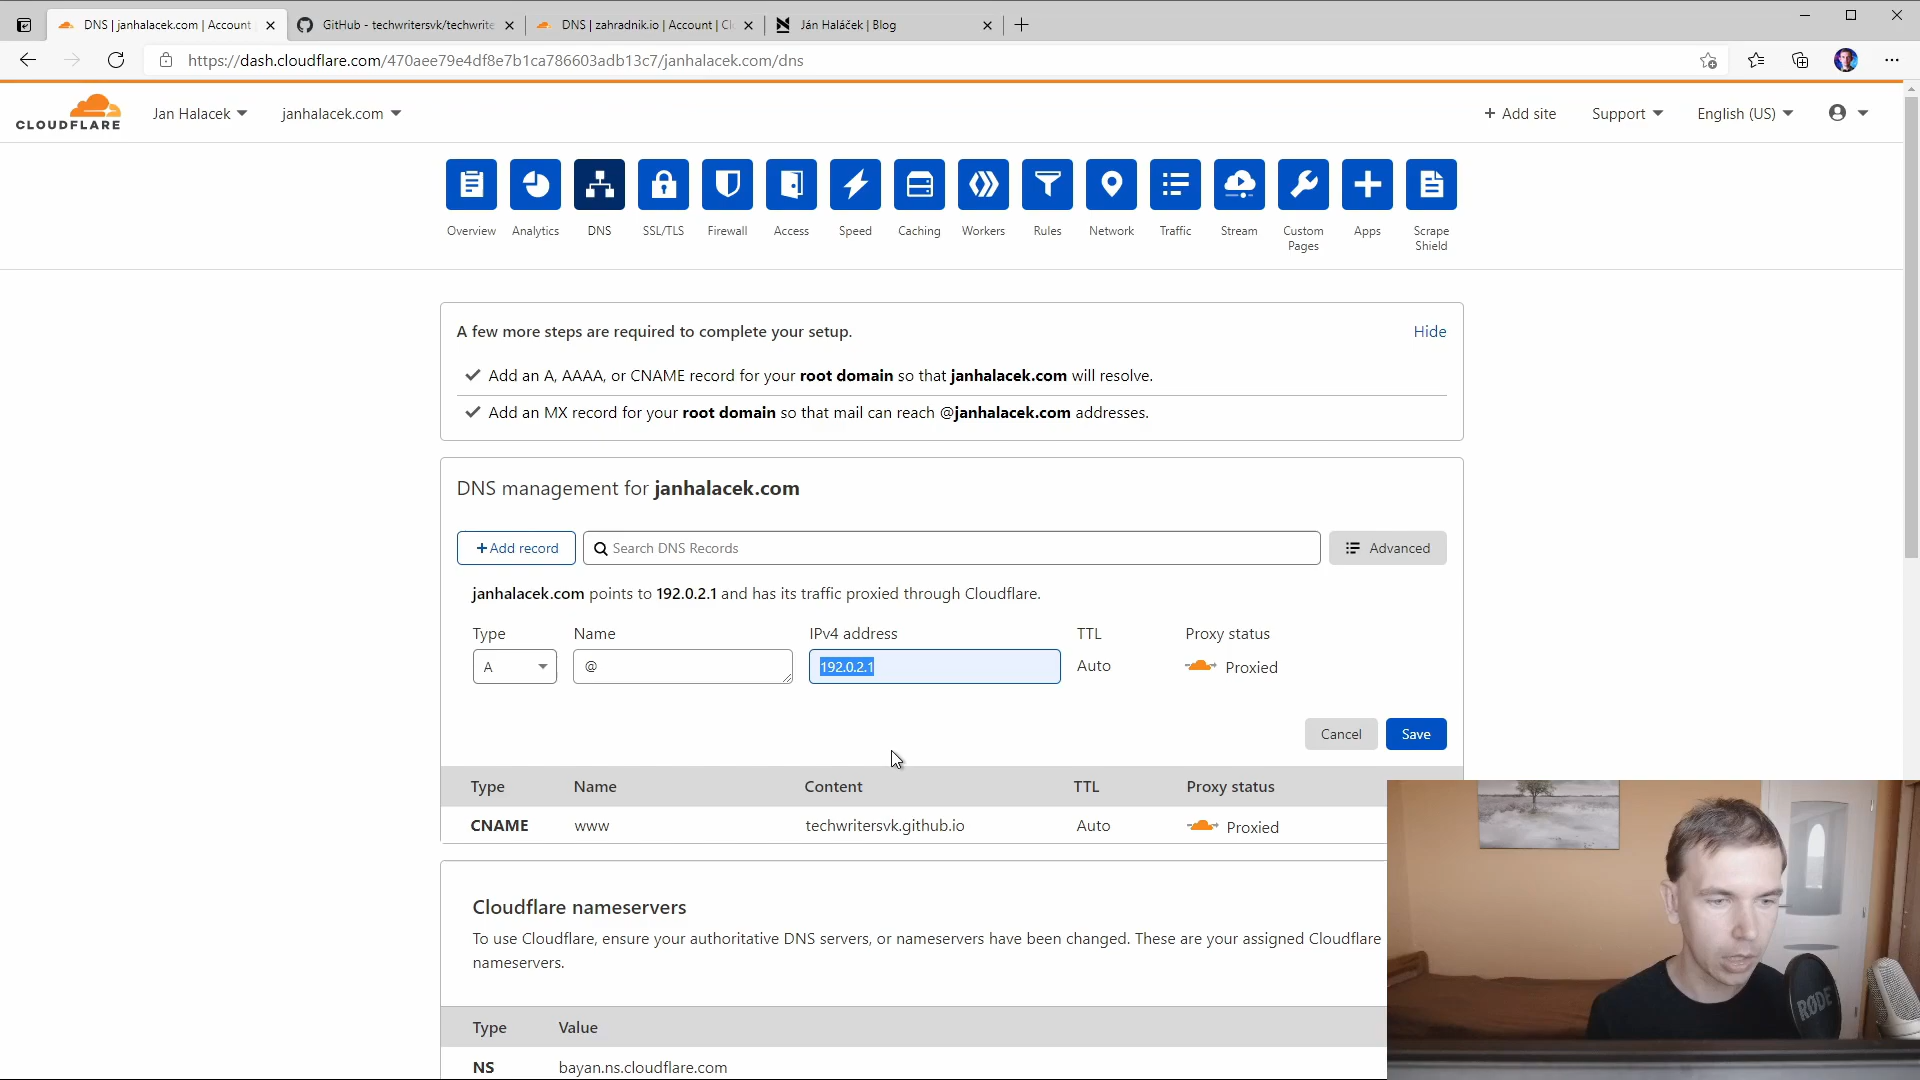 DNS | janhalacek.com | Account
GitHub - techwritersvk/techwrite
DNS | zahradnik.io | Account | Cl
Ján Haláček | Blog
https://dash.cloudflare.com/470aee79e4df8e7b1ca786603adb13c7/janhalacek.com/dns
CLOUDFLARE
Jan Halacek
janhalacek.com
+ Add site
Support
English (US)
Overview
Analytics
DNS
SSL/TLS
Firewall
Access
Speed
Caching
Workers
Rules
Network
Traffic
Stream
Custom
Pages
Apps
Scrape
Shield
A few more steps are required to complete your setup.
Hide
Add an A, AAAA, or CNAME record for your root domain so that janhalacek.com will resolve.
Add an MX record for your root domain so that mail can reach @janhalacek.com addresses.
DNS management for janhalacek.com
+ Add record
Search DNS Records
Advanced
janhalacek.com points to 192.0.2.1 and has its traffic proxied through Cloudflare.
Type
Name
IPv4 address
TTL
Proxy status
A
@
192.0.2.1
Auto
Proxied
Cancel
Save
Type
Name
Content
TTL
Proxy status
CNAME
www
techwritersvk.github.io
Auto
Proxied
Cloudflare nameservers
To use Cloudflare, ensure your authoritative DNS servers, or nameservers have been changed. These are your assigned Cloudflare
nameservers.
Type
Value
NS
bayan.ns.cloudflare.com
RØDE